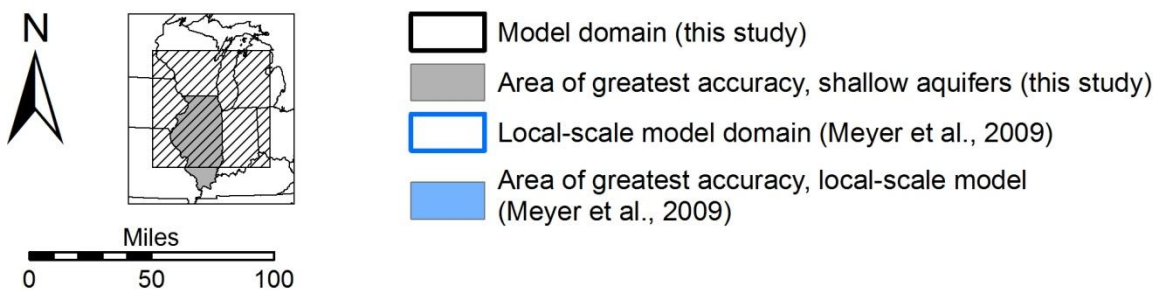 N
Miles
0 50 100
Model domain (this study)
Area of greatest accuracy, shallow aquifers (this study)
Local-scale model domain (Meyer et al., 2009)
Area of greatest accuracy, local-scale model
(Meyer et al., 2009)